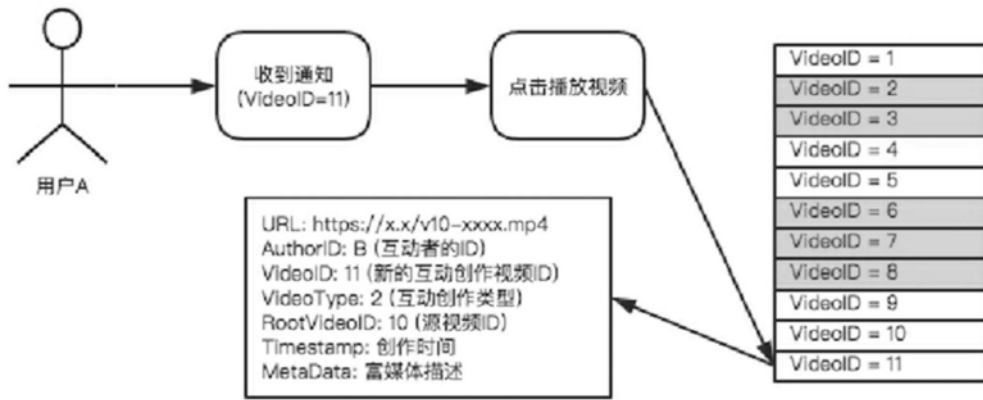 用户A
收到通知
(VideoID=11)
点击播放视频
URL: https://x.x/v10-xxxx.mp4
AuthorID: B (互动者的ID)
VideoID: 11 (新的互动创作视频ID)
VideoType: 2 (互动创作类型)
RootVideoID: 10 (源视频ID)
Timestamp: 创作时间
MetaData: 富媒体描述
VideoID = 1
VideoID = 2
VideoID = 3
VideoID = 4
VideoID = 5
VideoID = 6
VideoID = 7
VideoID = 8
VideoID = 9
VideoID = 10
VideoID = 11